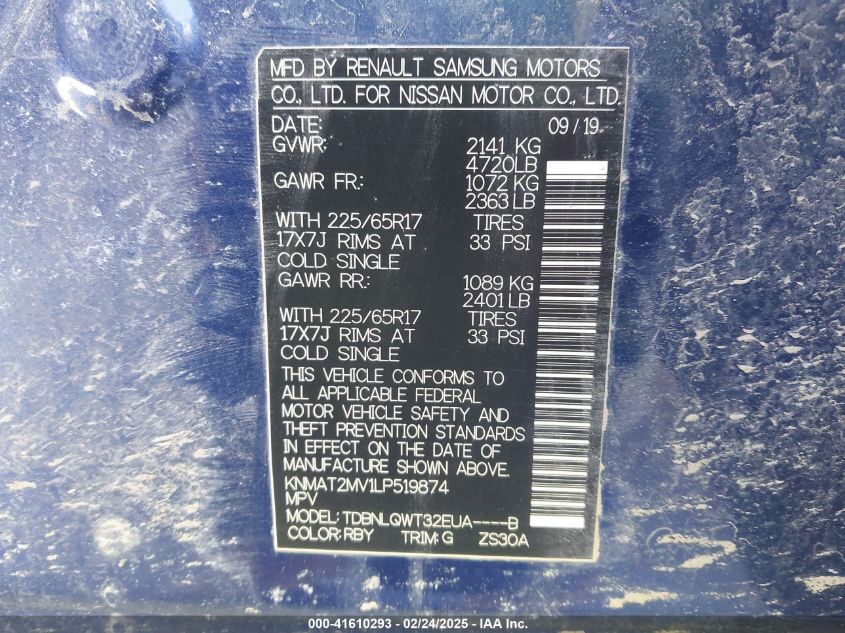 MFD BY RENAULT SAMSUNG MOTORS
CO., LTD. FOR NISSAN MOTOR CO., LTD.
DATE: 09/19
GVWR: 2141 KG
4720LB
GAWR FR.: 1072 KG
2363 LB
WITH 225/65R17 TIRES
17X7J RIMS AT 33 PSI
COLD SINGLE
GAWR RR.: 1089 KG
2401 LB
WITH 225/65R17 TIRES
17X7J RIMS AT 33 PSI
COLD SINGLE
THIS VEHICLE CONFORMS TO
ALL APPLICABLE FEDERAL
MOTOR VEHICLE SAFETY AND
THEFT PREVENTION STANDARDS
IN EFFECT ON THE DATE OF
MANUFACTURE SHOWN ABOVE.
KNMAT2MV1LP519874
MPV
MODEL: TDBNLQWT32EUA----B
COLOR:RBY TRIM:G ZS30A
000-41610293 - 02/24/2025 - IAA Inc.